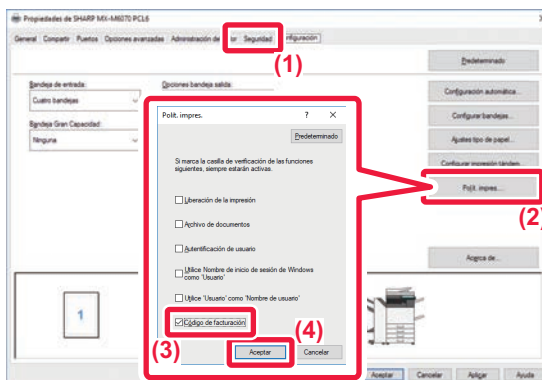 Propiedades de SHARP MX-M6070 PCL6
General Compartir Puertos Opciones avanzadas Administración de Seguridad
(1)
Predeterminado
Bandeja de entrada:
Opciones bandeja salida:
Cuatro bandejas
Configuración automática...
Configurar bandejas...
Bandeja Gran Capacidad:
Ninguna
Ajustes tipo de papel...
Configurar impresión tándem...
Polít. impres...
(2)
Acerca de...
Polít. impres.
? ×
Predeterminado
Si marca la casilla de verificación de las funciones
siguientes, siempre estarán activas.
Liberación de la impresión
Archivo de documentos
Autentificación de usuario
Utilice Nombre de inicio de sesión de Windows
como 'Usuario'
Utilice 'Usuario' como 'Nombre de usuario'
Código de facturación
(3)
(4)
Aceptar Cancelar
1
Aceptar Cancelar Aplicar Ayuda